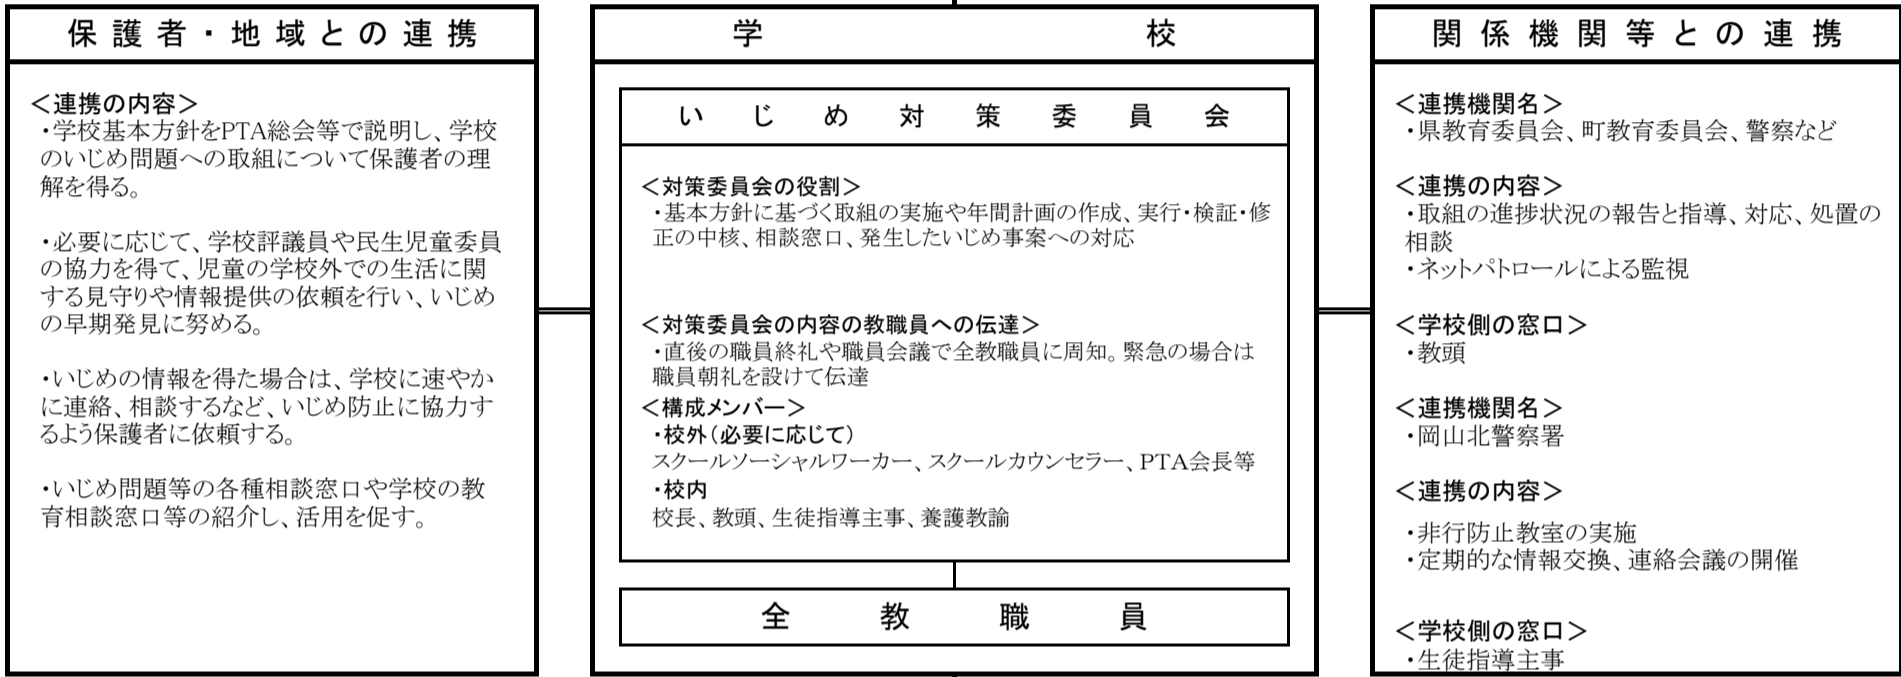 保護者・地域との連携
<連携の内容>
・学校基本方針をPTA総会等で説明し、学校
のいじめ問題への取組について保護者の理
解を得る。
・必要に応じて、学校評議員や民生児童委員
の協力を得て、児童の学校外での生活に関
する見守りや情報提供の依頼を行い、いじめ
の早期発見に努める。
・いじめの情報を得た場合は、学校に速やか
に連絡、相談するなど、いじめ防止に協力す
るよう保護者に依頼する。
・いじめ問題等の各種相談窓口や学校の教
育相談窓口等の紹介し、活用を促す。
学校
いじめ対策委員会
<対策委員会の役割>
・基本方針に基づく取組の実施や年間計画の作成、実行・検証・修
正の中核、相談窓口、発生したいじめ事案への対応
<対策委員会の内容の教職員への伝達>
・直後の職員終礼や職員会議で全教職員に周知。緊急の場合は
職員朝礼を設けて伝達
<構成メンバー>
・校外(必要に応じて)
スクールソーシャルワーカー、スクールカウンセラー、PTA会長等
・校内
校長、教頭、生徒指導主事、養護教諭
全教職員
関係機関等との連携
<連携機関名>
・県教育委員会、町教育委員会、警察など
<連携の内容>
・取組の進捗状況の報告と指導、対応、処置の
相談
・ネットパトロールによる監視
<学校側の窓口>
・教頭
<連携機関名>
・岡山北警察署
<連携の内容>
・非行防止教室の実施
・定期的な情報交換、連絡会議の開催
<学校側の窓口>
・生徒指導主事